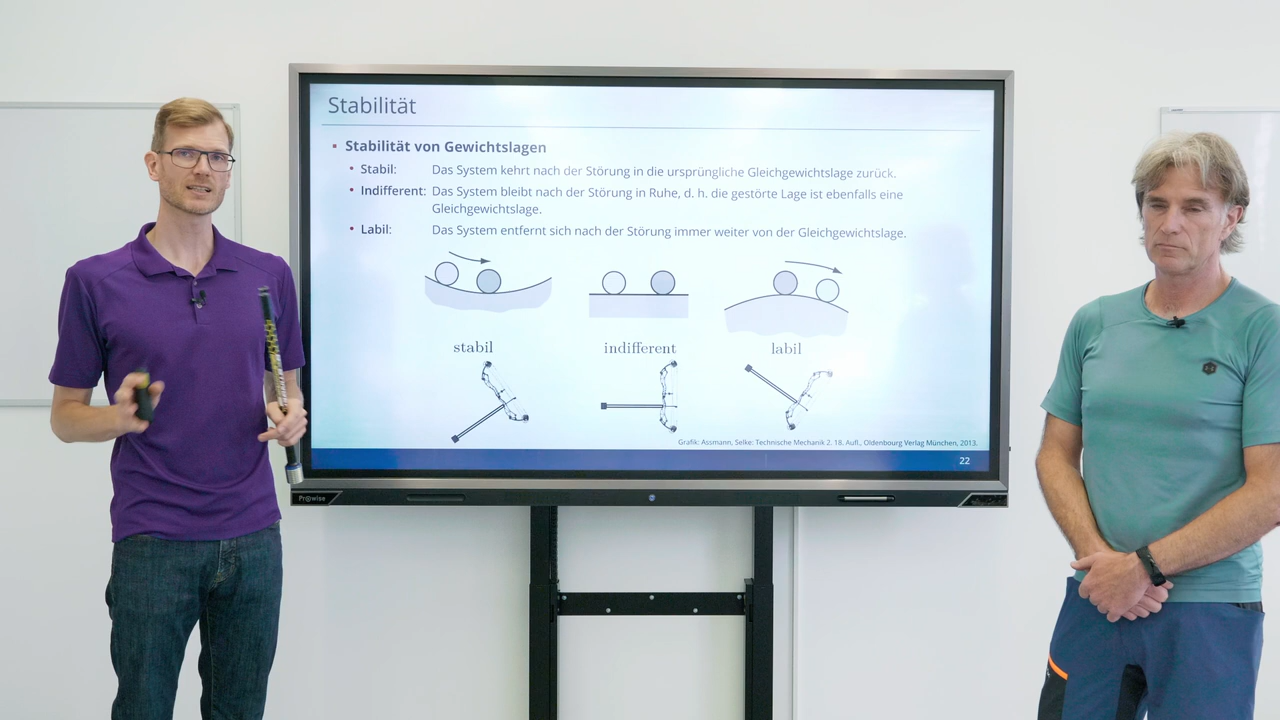 Stabilität
Stabilität von Gewichtslagen
Stabil: Das System kehrt nach der Störung in die ursprüngliche Gleichgewichtslage zurück.
Indifferent: Das System bleibt nach der Störung in Ruhe, d. h. die gestörte Lage ist ebenfalls eine
Gleichgewichtslage.
Labil: Das System entfernt sich nach der Störung immer weiter von der Gleichgewichtslage.
stabil indifferent labil
Grafik: Assmann, Selke: Technische Mechanik 2. 18. Aufl., Oldenbourg Verlag München, 2013.
22
Prowise